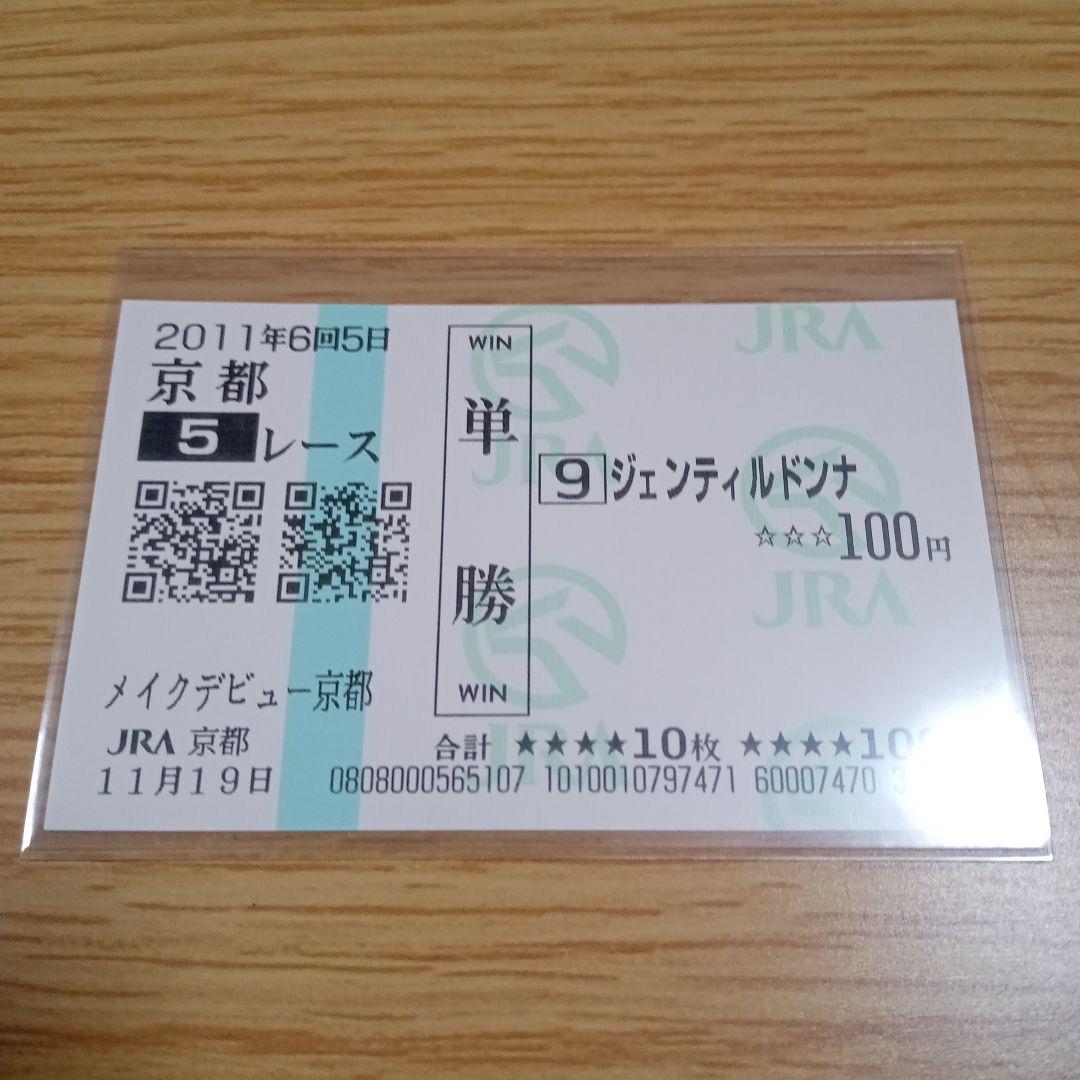 2011年6回5日
京都
5レース
メイクデビュー京都
JRA 京都
11月19日
WIN
単勝
WIN
9 ジェンティルドンナ
☆☆☆100円
合計 ★★★★10枚 ★★★★10
0808000565107 1010010797471 60007470
JRA
JRA
JRA
JRA